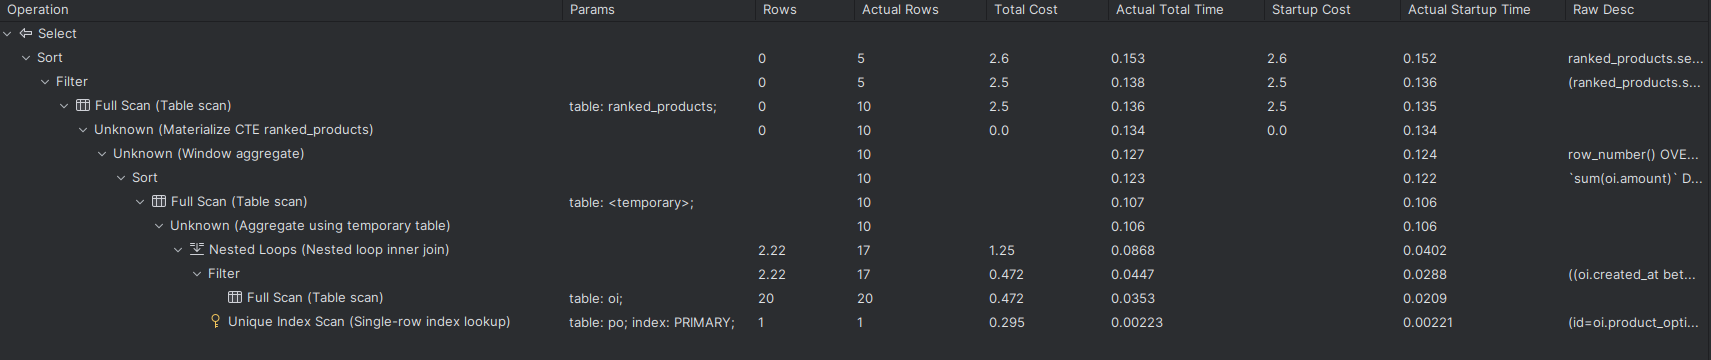 Operation Params Rows Actual Rows Total Cost Actual Total Time Startup Cost Actual Startup Time Raw Desc
Select
Sort 0 5 2.6 0.153 2.6 0.152 ranked_products.se...
Filter 0 5 2.5 0.138 2.5 0.136 (ranked_products.s...
Full Scan (Table scan) table: ranked_products; 0 10 2.5 0.136 2.5 0.135
Unknown (Materialize CTE ranked_products) 0 10 0.0 0.134 0.0 0.134
Unknown (Window aggregate) 10 0.127 0.124 row_number() OVE...
Sort 10 0.123 0.122 `sum(oi.amount)` D...
Full Scan (Table scan) table: <temporary>; 10 0.107 0.106
Unknown (Aggregate using temporary table) 10 0.106 0.106
Nested Loops (Nested loop inner join) 2.22 17 1.25 0.0868 0.0402
Filter 2.22 17 0.472 0.0447 0.0288 ((oi.created_at bet...
Full Scan (Table scan) table: oi; 20 20 0.472 0.0353 0.0209
Unique Index Scan (Single-row index lookup) table: po; index: PRIMARY; 1 1 0.295 0.00223 0.00221 (id=oi.product_opti...